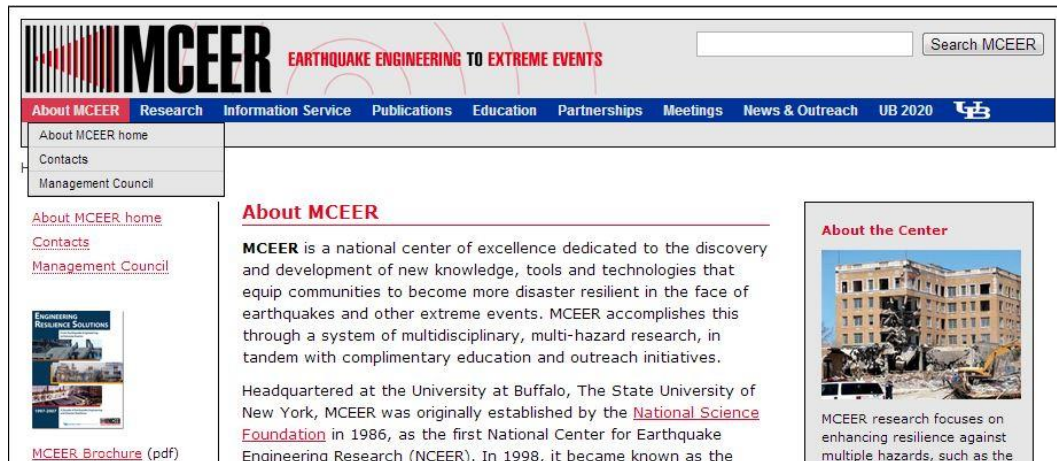 MCEER EARTHQUAKE ENGINEERING TO EXTREME EVENTS
Search MCEER
About MCEER Research Information Service Publications Education Partnerships Meetings News & Outreach UB 2020 UB
About MCEER home
Contacts
Management Council
About MCEER home
Contacts
Management Council
ENGINEERING
RESILIENCE SOLUTIONS
1997-2007
MCEER Brochure (pdf)
About MCEER
MCEER is a national center of excellence dedicated to the discovery
and development of new knowledge, tools and technologies that
equip communities to become more disaster resilient in the face of
earthquakes and other extreme events. MCEER accomplishes this
through a system of multidisciplinary, multi-hazard research, in
tandem with complimentary education and outreach initiatives.
Headquartered at the University at Buffalo, The State University of
New York, MCEER was originally established by the National Science
Foundation in 1986, as the first National Center for Earthquake
Engineering Research (NCEER). In 1998, it became known as the
About the Center
MCEER research focuses on
enhancing resilience against
multiple hazards, such as the